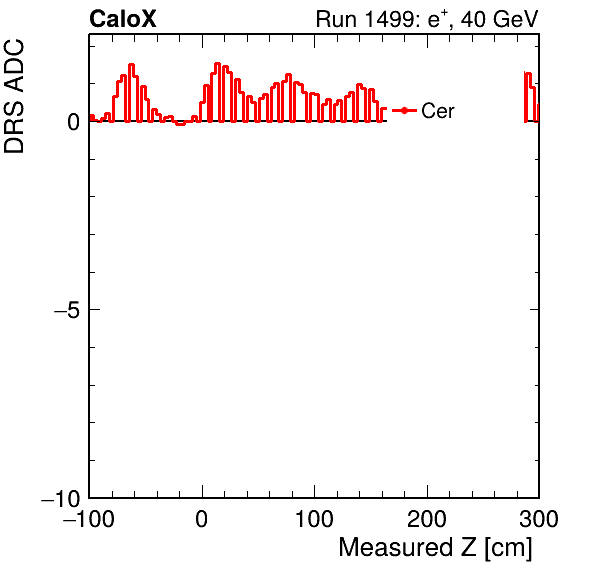 CaloX Run 1499: e⁺, 40 GeV
DRS ADC
Cer
0
−5
−10
−100 0 100 200 300
Measured Z [cm]